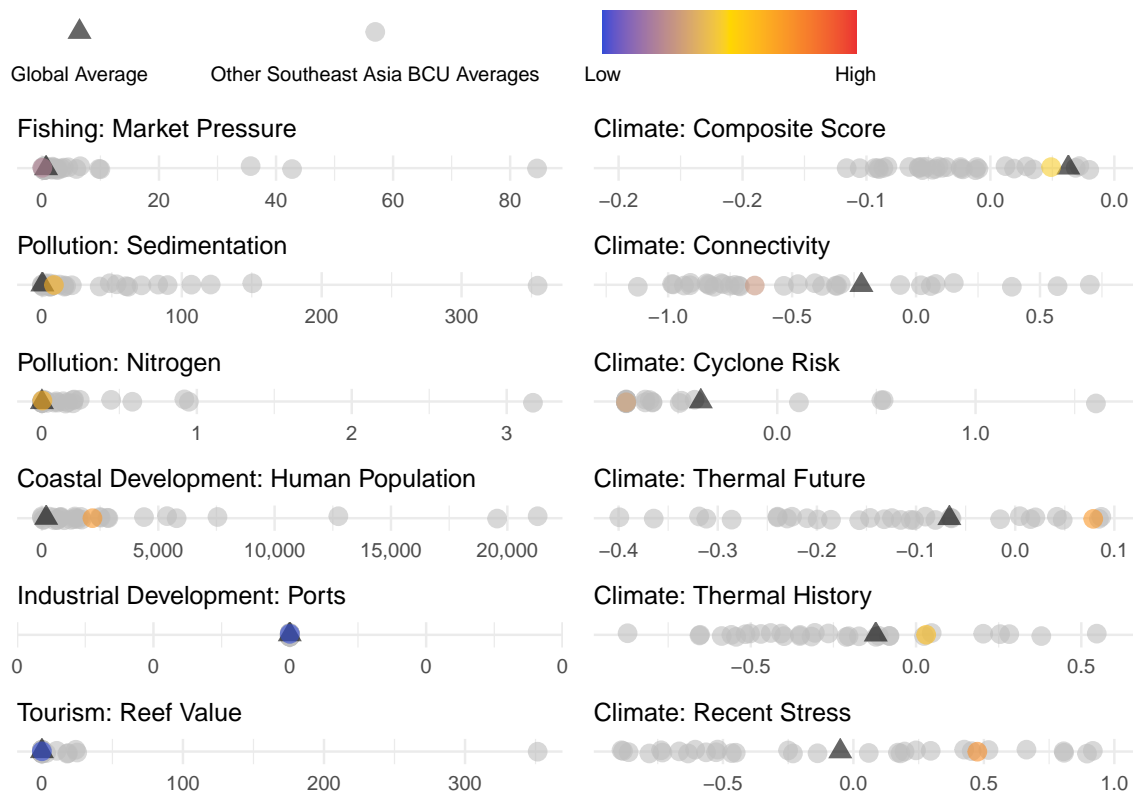 Global Average
Other Southeast Asia BCU Averages
Low
High
Fishing: Market Pressure
0 20 40 60 80
Climate: Composite Score
−0.2 −0.2 −0.1 0.0 0.0
Pollution: Sedimentation
0 100 200 300
Climate: Connectivity
−1.0 −0.5 0.0 0.5
Pollution: Nitrogen
0 1 2 3
Climate: Cyclone Risk
0.0 1.0
Coastal Development: Human Population
0 5,000 10,000 15,000 20,000
Climate: Thermal Future
−0.4 −0.3 −0.2 −0.1 0.0 0.1
Industrial Development: Ports
0 0 0 0 0
Climate: Thermal History
−0.5 0.0 0.5
Tourism: Reef Value
0 100 200 300
Climate: Recent Stress
−0.5 0.0 0.5 1.0